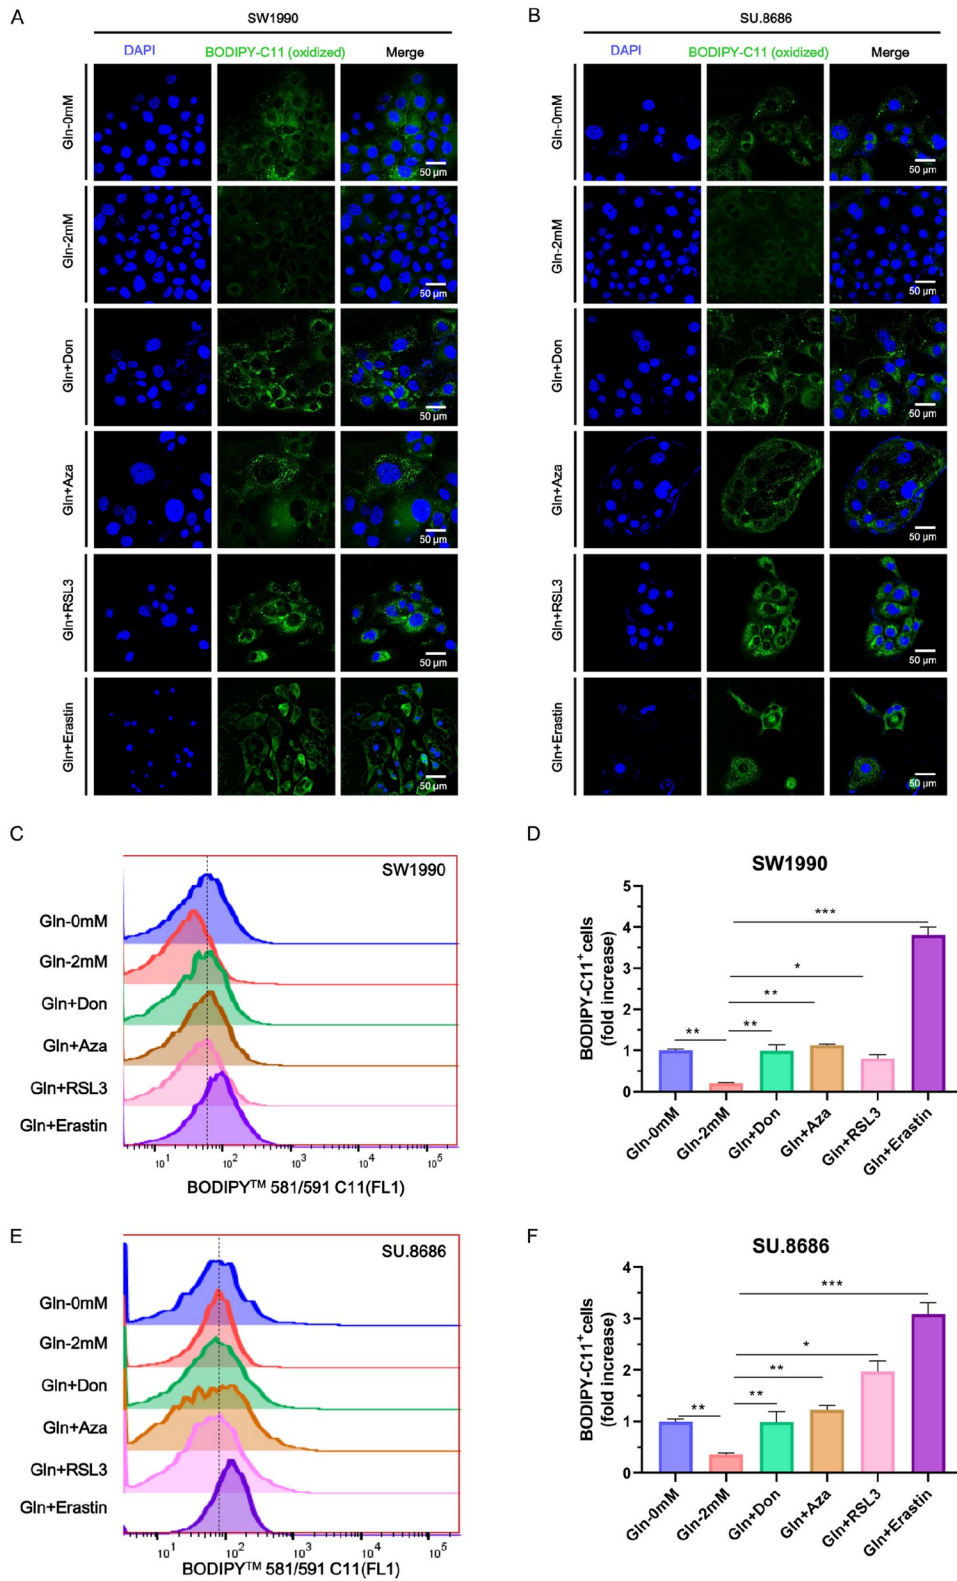 A
SW1990
DAPI BODIPY-C11 (oxidized) Merge
Gln-0mM
50 μm
Gln-2mM
50 μm
Gln+Don
50 μm
Gln+Aza
50 μm
Gln+RSL3
50 μm
Gln+Erastin
50 μm
B
SU.8686
DAPI BODIPY-C11 (oxidized) Merge
Gln-0mM
50 μm
Gln-2mM
50 μm
Gln+Don
50 μm
Gln+Aza
50 μm
Gln+RSL3
50 μm
Gln+Erastin
50 μm
C
SW1990
Gln-0mM
Gln-2mM
Gln+Don
Gln+Aza
Gln+RSL3
Gln+Erastin
10¹ 10² 10³ 10⁴ 10⁵
BODIPY™ 581/591 C11(FL1)
D
SW1990
BODIPY-C11⁺cells
(fold increase)
5
4
3
2
1
0
***
*
**
** **
Gln-0mM
Gln-2mM
Gln+Don
Gln+Aza
Gln+RSL3
Gln+Erastin
E
SU.8686
Gln-0mM
Gln-2mM
Gln+Don
Gln+Aza
Gln+RSL3
Gln+Erastin
10¹ 10² 10³ 10⁴ 10⁵
BODIPY™ 581/591 C11(FL1)
F
SU.8686
BODIPY-C11⁺cells
(fold increase)
4
3
2
1
0
***
*
**
**
**
Gln-0mM
Gln-2mM
Gln+Don
Gln+Aza
Gln+RSL3
Gln+Erastin